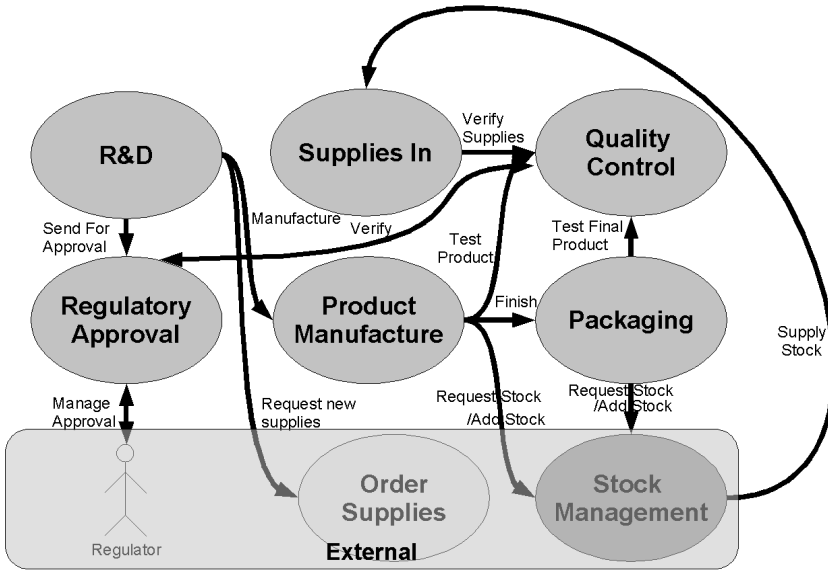 R&D
Supplies In
Verify
Supplies
Quality
Control
Send For
Approval
Manufacture
Verify
Test
Product
Test Final
Product
Regulatory
Approval
Product
Manufacture
Finish
Packaging
Supply
Stock
Manage
Approval
Request new
supplies
Request Stock
/Add Stock
Request Stock
/Add Stock
Order
Supplies
Stock
Management
Regulator
External